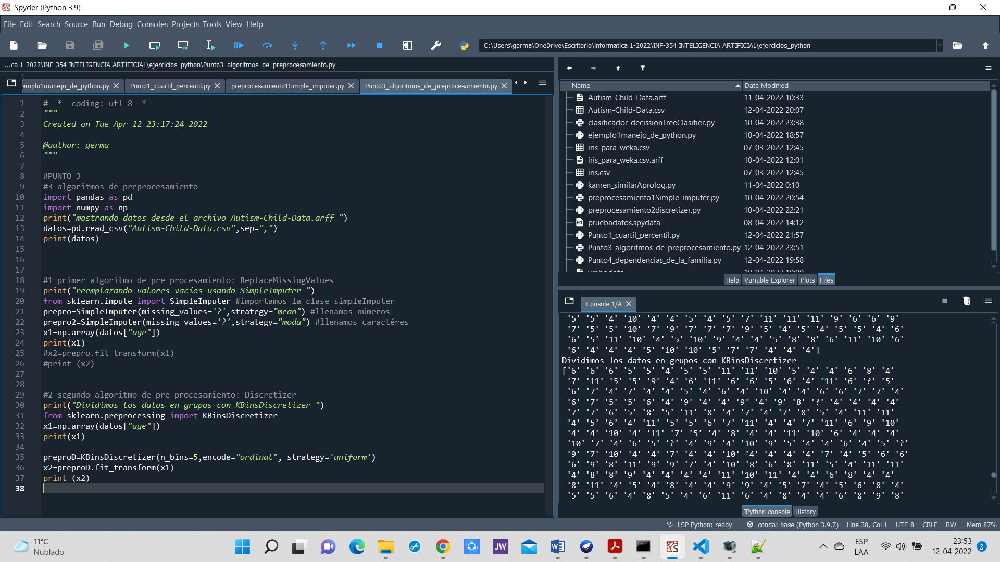 Spyder (Python 3.9)
File Edit Search Source Run Debug Consoles Projects Tools View Help
C:\Users\germa\OneDrive\Escritorio\informatica 1-2022\INF-354 INTELIGENCIA ARTIFICIAL\ejercicios_python
...ca 1-2022\INF-354 INTELIGENCIA ARTIFICIAL\ejercicios_python\Punto3_algoritmos_de_preprocesamiento.py
emplo1manejo_de_python.py Punto1_cuartil_percentil.py preprocesamiento1Simple_imputer.py Punto3_algoritmos_de_preprocesamiento.py
1 # -*- coding: utf-8 -*-
2 """
3 Created on Tue Apr 12 23:17:24 2022
4
5 @author: germa
6 """
7
8 #PUNTO 3
9 #3 algoritmos de preprocesamiento
10 import pandas as pd
11 import numpy as np
12 print("mostrando datos desde el archivo Autism-Child-Data.arff ")
13 datos=pd.read_csv("Autism-Child-Data.csv",sep=",")
14 print(datos)
15
16
17
18 #1 primer algoritmo de pre procesamiento: ReplaceMissingValues
19 print("reemplazando valores vacíos usando SimpleImputer ")
20 from sklearn.impute import SimpleImputer #importamos la clase simpleImputer
21 prepro=SimpleImputer(missing_values='?',strategy="mean") #llenamos números
22 prepro2=SimpleImputer(missing_values='?',strategy="moda") #llenamos caractéres
23 x1=np.array(datos["age"])
24 print(x1)
25 #x2=prepro.fit_transform(x1)
26 #print (x2)
27
28
29 #2 segundo algoritmo de pre procesamiento: Discretizer
30 print("Dividimos los datos en grupos con KBinsDiscretizer ")
31 from sklearn.preprocessing import KBinsDiscretizer
32 x1=np.array(datos["age"])
33 print(x1)
34
35 preproD=KBinsDiscretizer(n_bins=5,encode="ordinal", strategy='uniform')
36 x2=preproD.fit_transform(x1)
37 print (x2)
38
Name Date Modified
Autism-Child-Data.arff 11-04-2022 10:33
Autism-Child-Data.csv 12-04-2022 20:07
clasificador_decissionTreeClasifier.py 10-04-2022 23:38
ejemplo1manejo_de_python.py 10-04-2022 18:57
iris_para_weka.csv 07-03-2022 12:45
iris_para_weka.csv.arff 10-04-2022 12:01
iris.csv 07-03-2022 12:45
kanren_similarAprolog.py 11-04-2022 0:10
preprocesamiento1Simple_imputer.py 10-04-2022 20:54
preprocesamiento2discretizer.py 10-04-2022 22:21
pruebadatos.spydata 08-04-2022 14:12
Punto1_cuartil_percentil.py 12-04-2022 21:57
Punto3_algoritmos_de_preprocesamiento.py 12-04-2022 23:51
Punto4_dependencias_de_la_familia.py 12-04-2022 19:58
Help Variable Explorer Plots Files
Console 1/A
'5' '5' '4' '10' '4' '4' '5' '4' '5' '7' '11' '11' '11' '9' '6' '6' '9'
'7' '5' '5' '10' '7' '9' '7' '7' '7' '9' '5' '4' '5' '4' '5' '5' '4' '6'
'6' '5' '11' '10' '4' '5' '10' '9' '4' '4' '5' '8' '8' '6' '11' '10' '6'
'6' '4' '4' '4' '5' '10' '10' '5' '7' '7' '4' '4' '4']
Dividimos los datos en grupos con KBinsDiscretizer
['6' '6' '6' '5' '5' '4' '5' '5' '11' '11' '10' '5' '4' '4' '6' '8' '4'
'7' '11' '5' '5' '9' '4' '6' '11' '6' '6' '5' '6' '4' '11' '6' '?' '5'
'6' '7' '4' '7' '4' '4' '5' '4' '6' '4' '10' '4' '4' '6' '6' '7' '7' '4'
'6' '7' '5' '5' '6' '4' '9' '4' '4' '9' '4' '9' '8' '?' '4' '4' '4' '4'
'7' '7' '6' '5' '8' '5' '11' '8' '4' '7' '4' '7' '8' '5' '4' '11' '11'
'4' '5' '6' '4' '11' '5' '5' '6' '7' '11' '4' '4' '7' '11' '6' '9' '10'
'4' '4' '10' '4' '11' '7' '5' '4' '8' '4' '4' '11' '10' '6' '4' '4' '4'
'10' '7' '4' '6' '5' '?' '4' '9' '4' '10' '9' '5' '4' '4' '6' '4' '5' '?'
'9' '7' '10' '4' '4' '7' '4' '4' '10' '4' '4' '4' '4' '7' '4' '5' '6' '6'
'6' '9' '8' '11' '9' '9' '7' '4' '10' '8' '6' '8' '11' '5' '4' '11' '11'
'4' '8' '8' '9' '4' '4' '4' '4' '11' '10' '11' '4' '4' '6' '8' '4' '4'
'8' '11' '4' '5' '4' '8' '4' '4' '9' '9' '4' '5' '7' '4' '5' '6' '8' '4'
'5' '5' '6' '4' '8' '5' '4' '6' '11' '6' '4' '8' '4' '4' '6' '8' '9' '8'
IPython console History
LSP Python: ready conda: base (Python 3.9.7) Line 38, Col 1 UTF-8 CRLF RW Mem 87%
11°C
Nublado
JW
ESP
LAA
23:53
12-04-2022
3